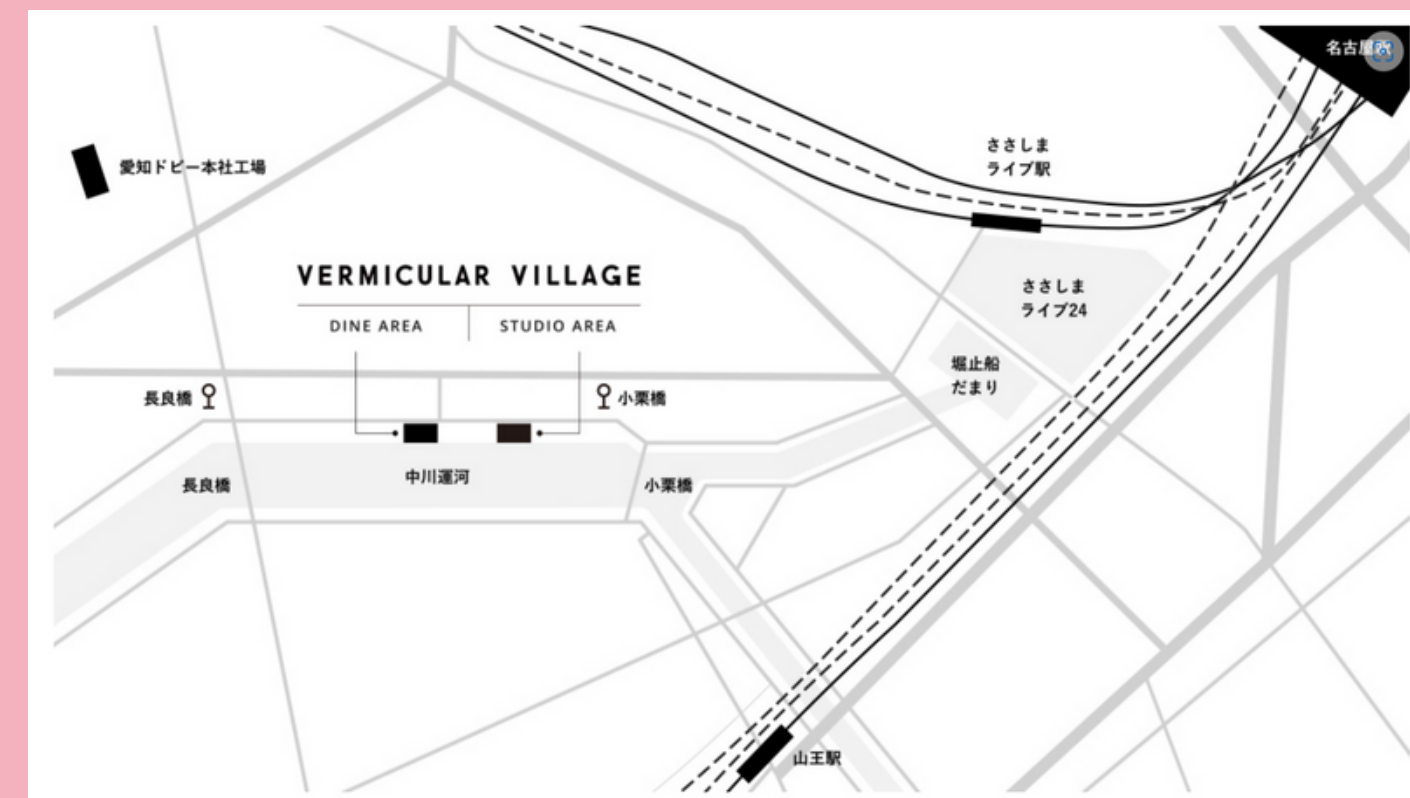 名古屋
ささしま
ライブ駅
愛知ドビー本社工場
VERMICULAR VILLAGE
DINE AREA
STUDIO AREA
ささしま
ライブ24
堀止船
だまり
長良橋
小栗橋
長良橋
中川運河
小栗橋
山王駅